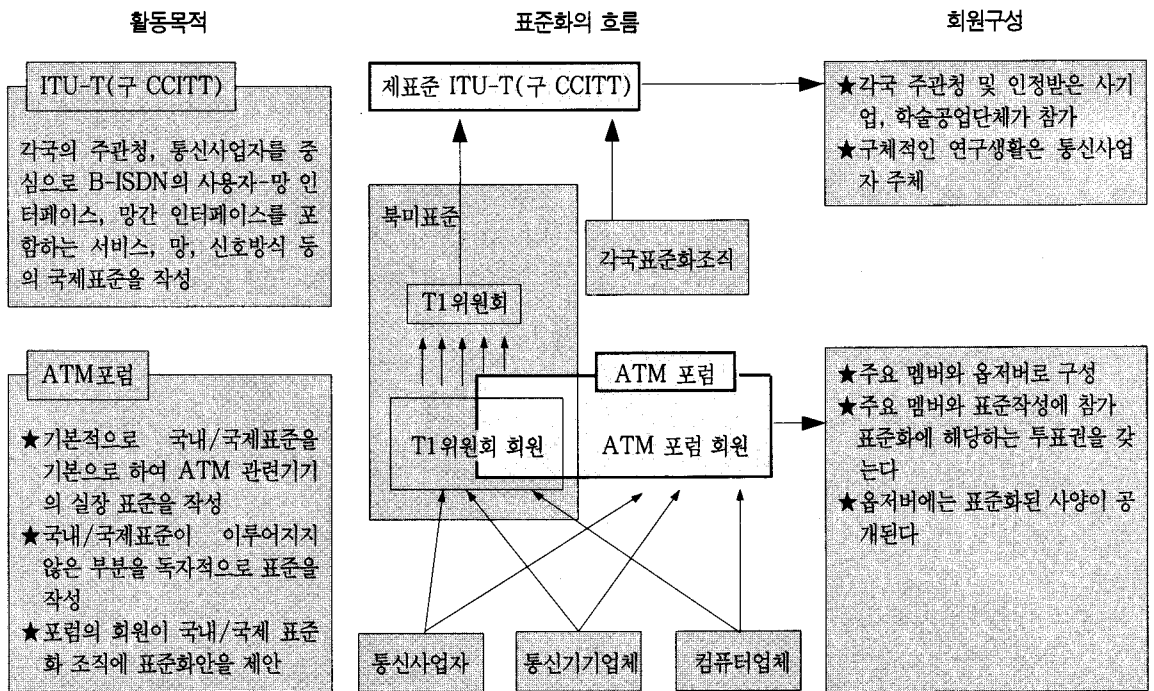 활동목적
ITU-T(구 CCITT)
각국의 주관청, 통신사업자를 중
심으로 B-ISDN의 사용자-망 인
터페이스, 망간 인터페이스를 포
함하는 서비스, 망, 신호방식 등
의 국제표준을 작성
ATM포럼
★기본적으로 국내/국제표준을
기본으로 하여 ATM 관련기기
의 실장 표준을 작성
★국내/국제표준이 이루어지지
않은 부분을 독자적으로 표준을
작성
★포럼의 회원이 국내/국제 표준
화 조직에 표준화안을 제안
표준화의 흐름
제표준 ITU-T(구 CCITT)
북미표준
각국표준화조직
T1위원회
ATM 포럼
T1위원회 회원
ATM 포럼 회원
통신사업자
통신기기업체
컴퓨터업체
회원구성
★각국 주관청 및 인정받은 사기
업, 학술공업단체가 참가
★구체적인 연구생활은 통신사업
자 주체
★주요 멤버와 옵저버로 구성
★주요 멤버와 표준작성에 참가
표준화에 해당하는 투표권을 갖
는다
★옵저버에는 표준화된 사양이 공
개된다